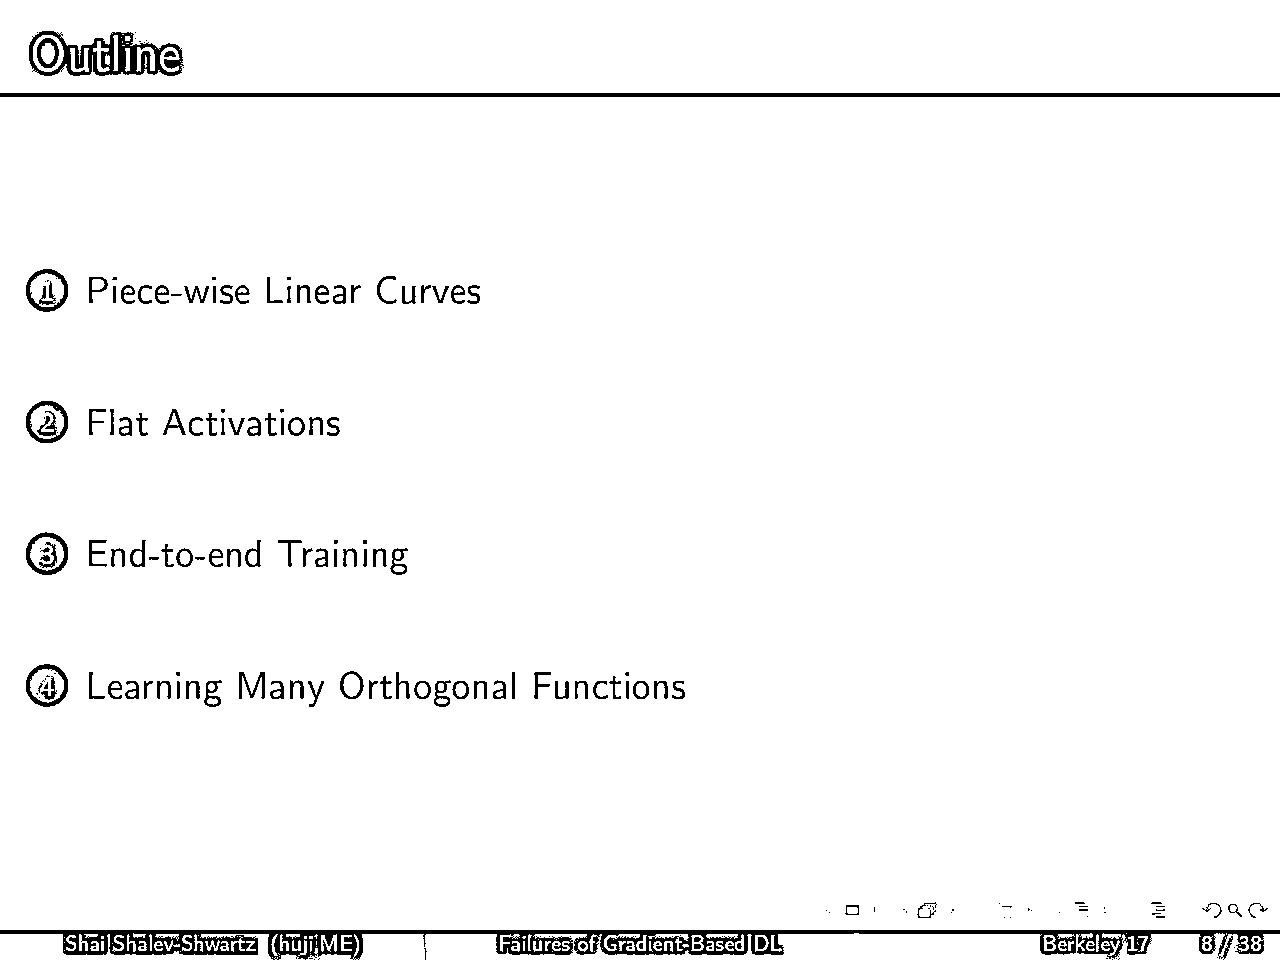 Outline
1 Piece-wise Linear Curves
2 Flat Activations
3 End-to-end Training
4 Learning Many Orthogonal Functions
Shai Shalev-Shwartz (huji,ME) Failures of Gradient-Based DL Berkeley'17 8 / 38